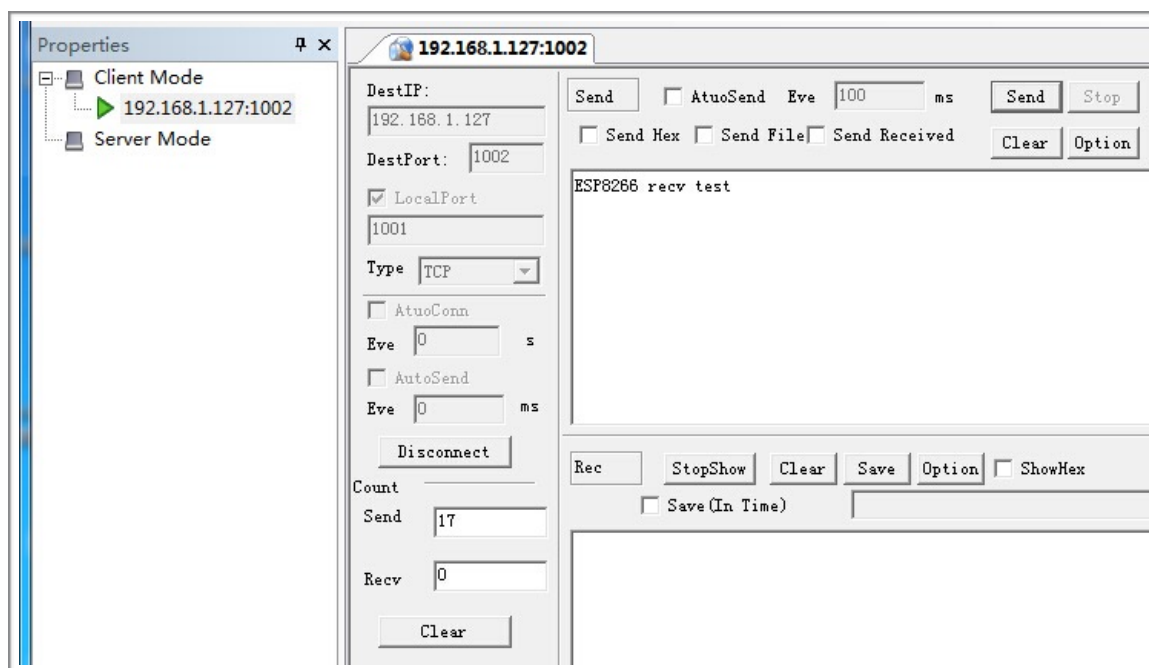 Properties
Client Mode
192.168.1.127:1002
Server Mode
192.168.1.127:1002
DestIP:
192.168.1.127
DestPort: 1002
LocalPort
1001
Type TCP
AtuoConn
Eve 0 s
AutoSend
Eve 0 ms
Disconnect
Count
Send 17
Recv 0
Clear
Send AtuoSend Eve 100 ms Send Stop
Send Hex Send File Send Received Clear Option
ESP8266 recv test
Rec StopShow Clear Save Option ShowHex
Save(In Time)